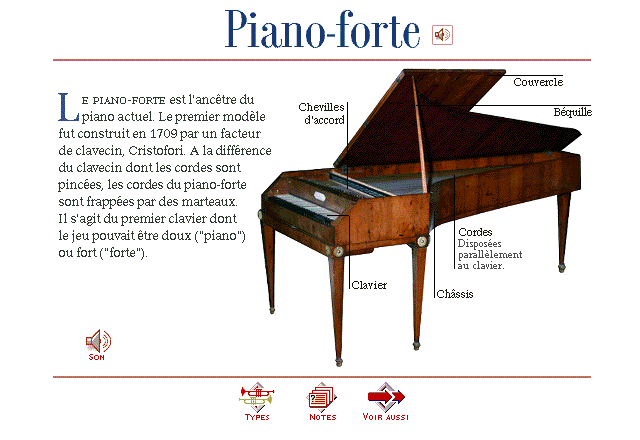 Piano-forte
LE PIANO-FORTE est l'ancêtre du
piano actuel. Le premier modèle
fut construit en 1709 par un facteur
de clavecin, Cristofori. A la différence
du clavecin dont les cordes sont
pincées, les cordes du piano-forte
sont frappées par des marteaux.
Il s'agit du premier clavier dont
le jeu pouvait être doux ("piano")
ou fort ("forte").
Couvercle
Béquille
Chevilles
d'accord
Cordes
Disposées
parallèlement
au clavier.
Clavier
Châssis
SON
TYPES
NOTES
VOIR AUSSI